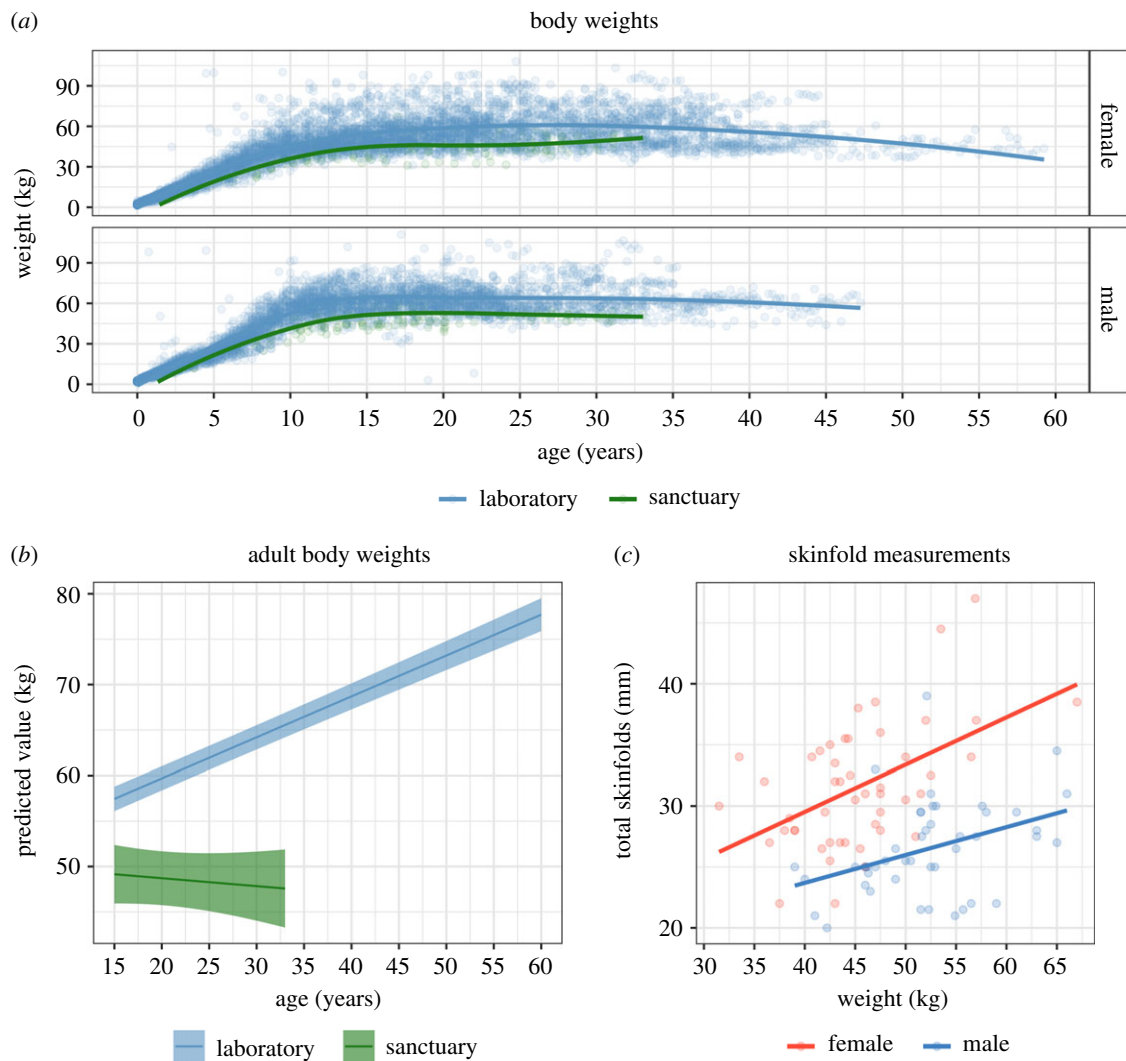 (a)
body weights
90
60
30
0
female
90
60
30
0
male
weight (kg)
0 5 10 15 20 25 30 35 40 45 50 55 60
age (years)
laboratory sanctuary
(b)
adult body weights
80
70
60
50
predicted value (kg)
15 20 25 30 35 40 45 50 55 60
age (years)
laboratory sanctuary
(c)
skinfold measurements
40
30
20
total skinfolds (mm)
30 35 40 45 50 55 60 65
weight (kg)
female male